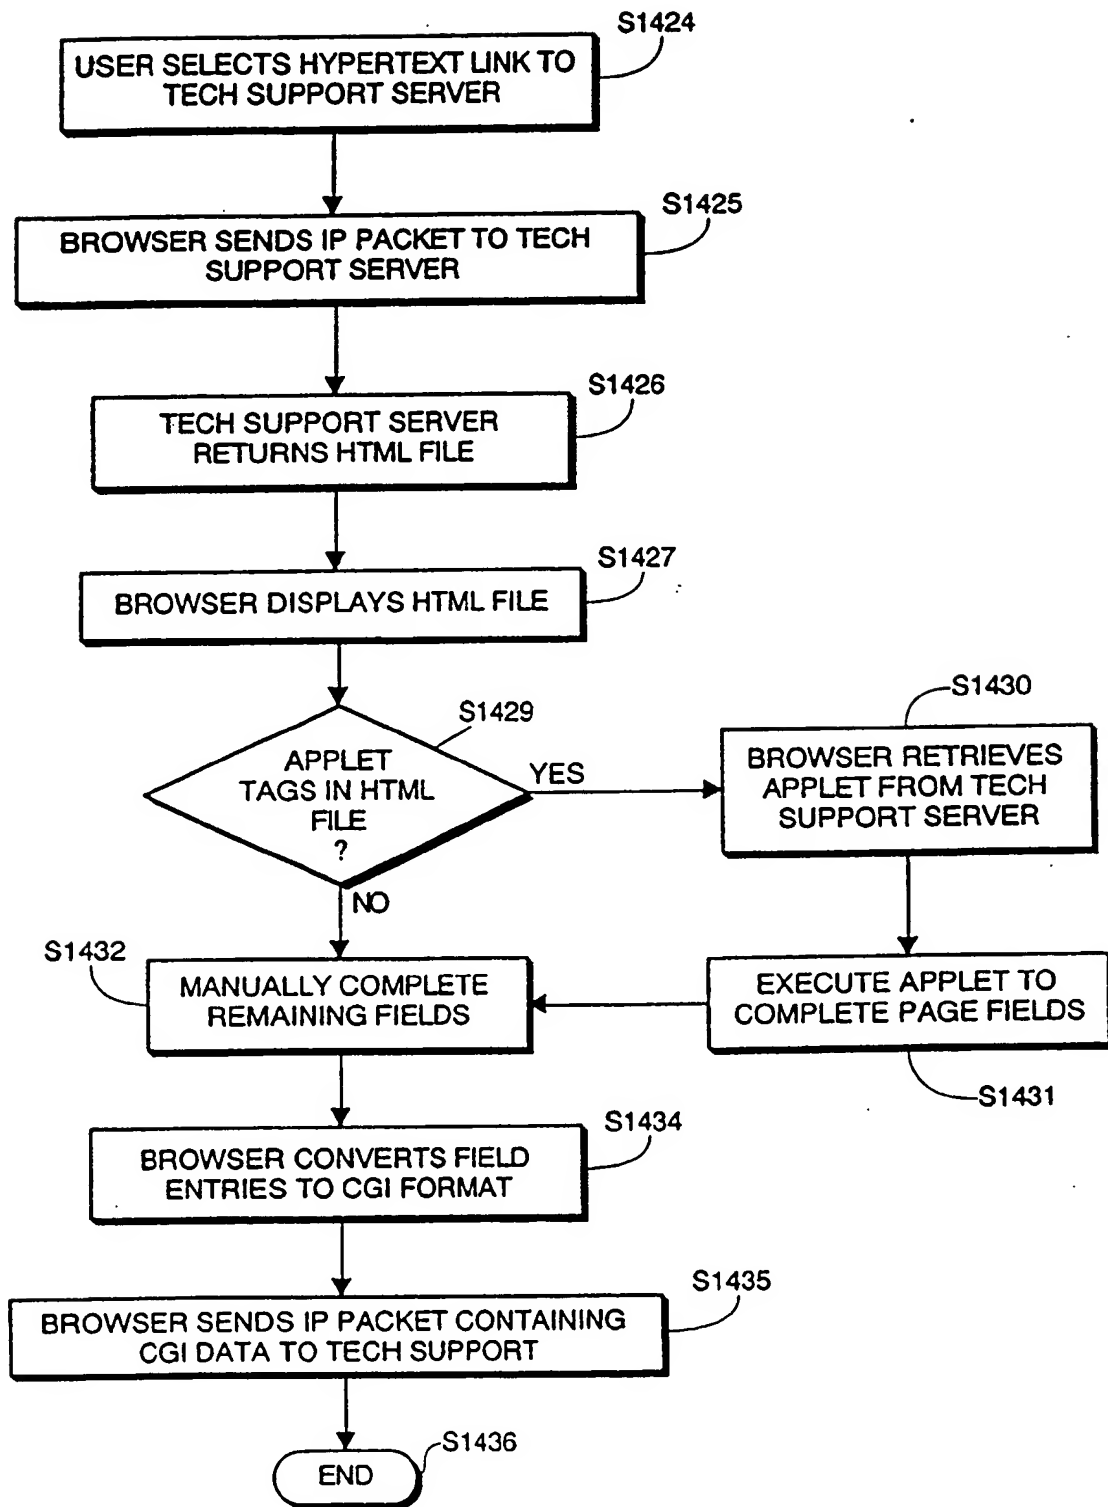 S1424
USER SELECTS HYPERTEXT LINK TO
TECH SUPPORT SERVER
S1425
BROWSER SENDS IP PACKET TO TECH
SUPPORT SERVER
S1426
TECH SUPPORT SERVER
RETURNS HTML FILE
S1427
BROWSER DISPLAYS HTML FILE
S1429
APPLET
TAGS IN HTML
FILE
?
YES
NO
S1430
BROWSER RETRIEVES
APPLET FROM TECH
SUPPORT SERVER
EXECUTE APPLET TO
COMPLETE PAGE FIELDS
S1431
S1432
MANUALLY COMPLETE
REMAINING FIELDS
S1434
BROWSER CONVERTS FIELD
ENTRIES TO CGI FORMAT
S1435
BROWSER SENDS IP PACKET CONTAINING
CGI DATA TO TECH SUPPORT
S1436
END